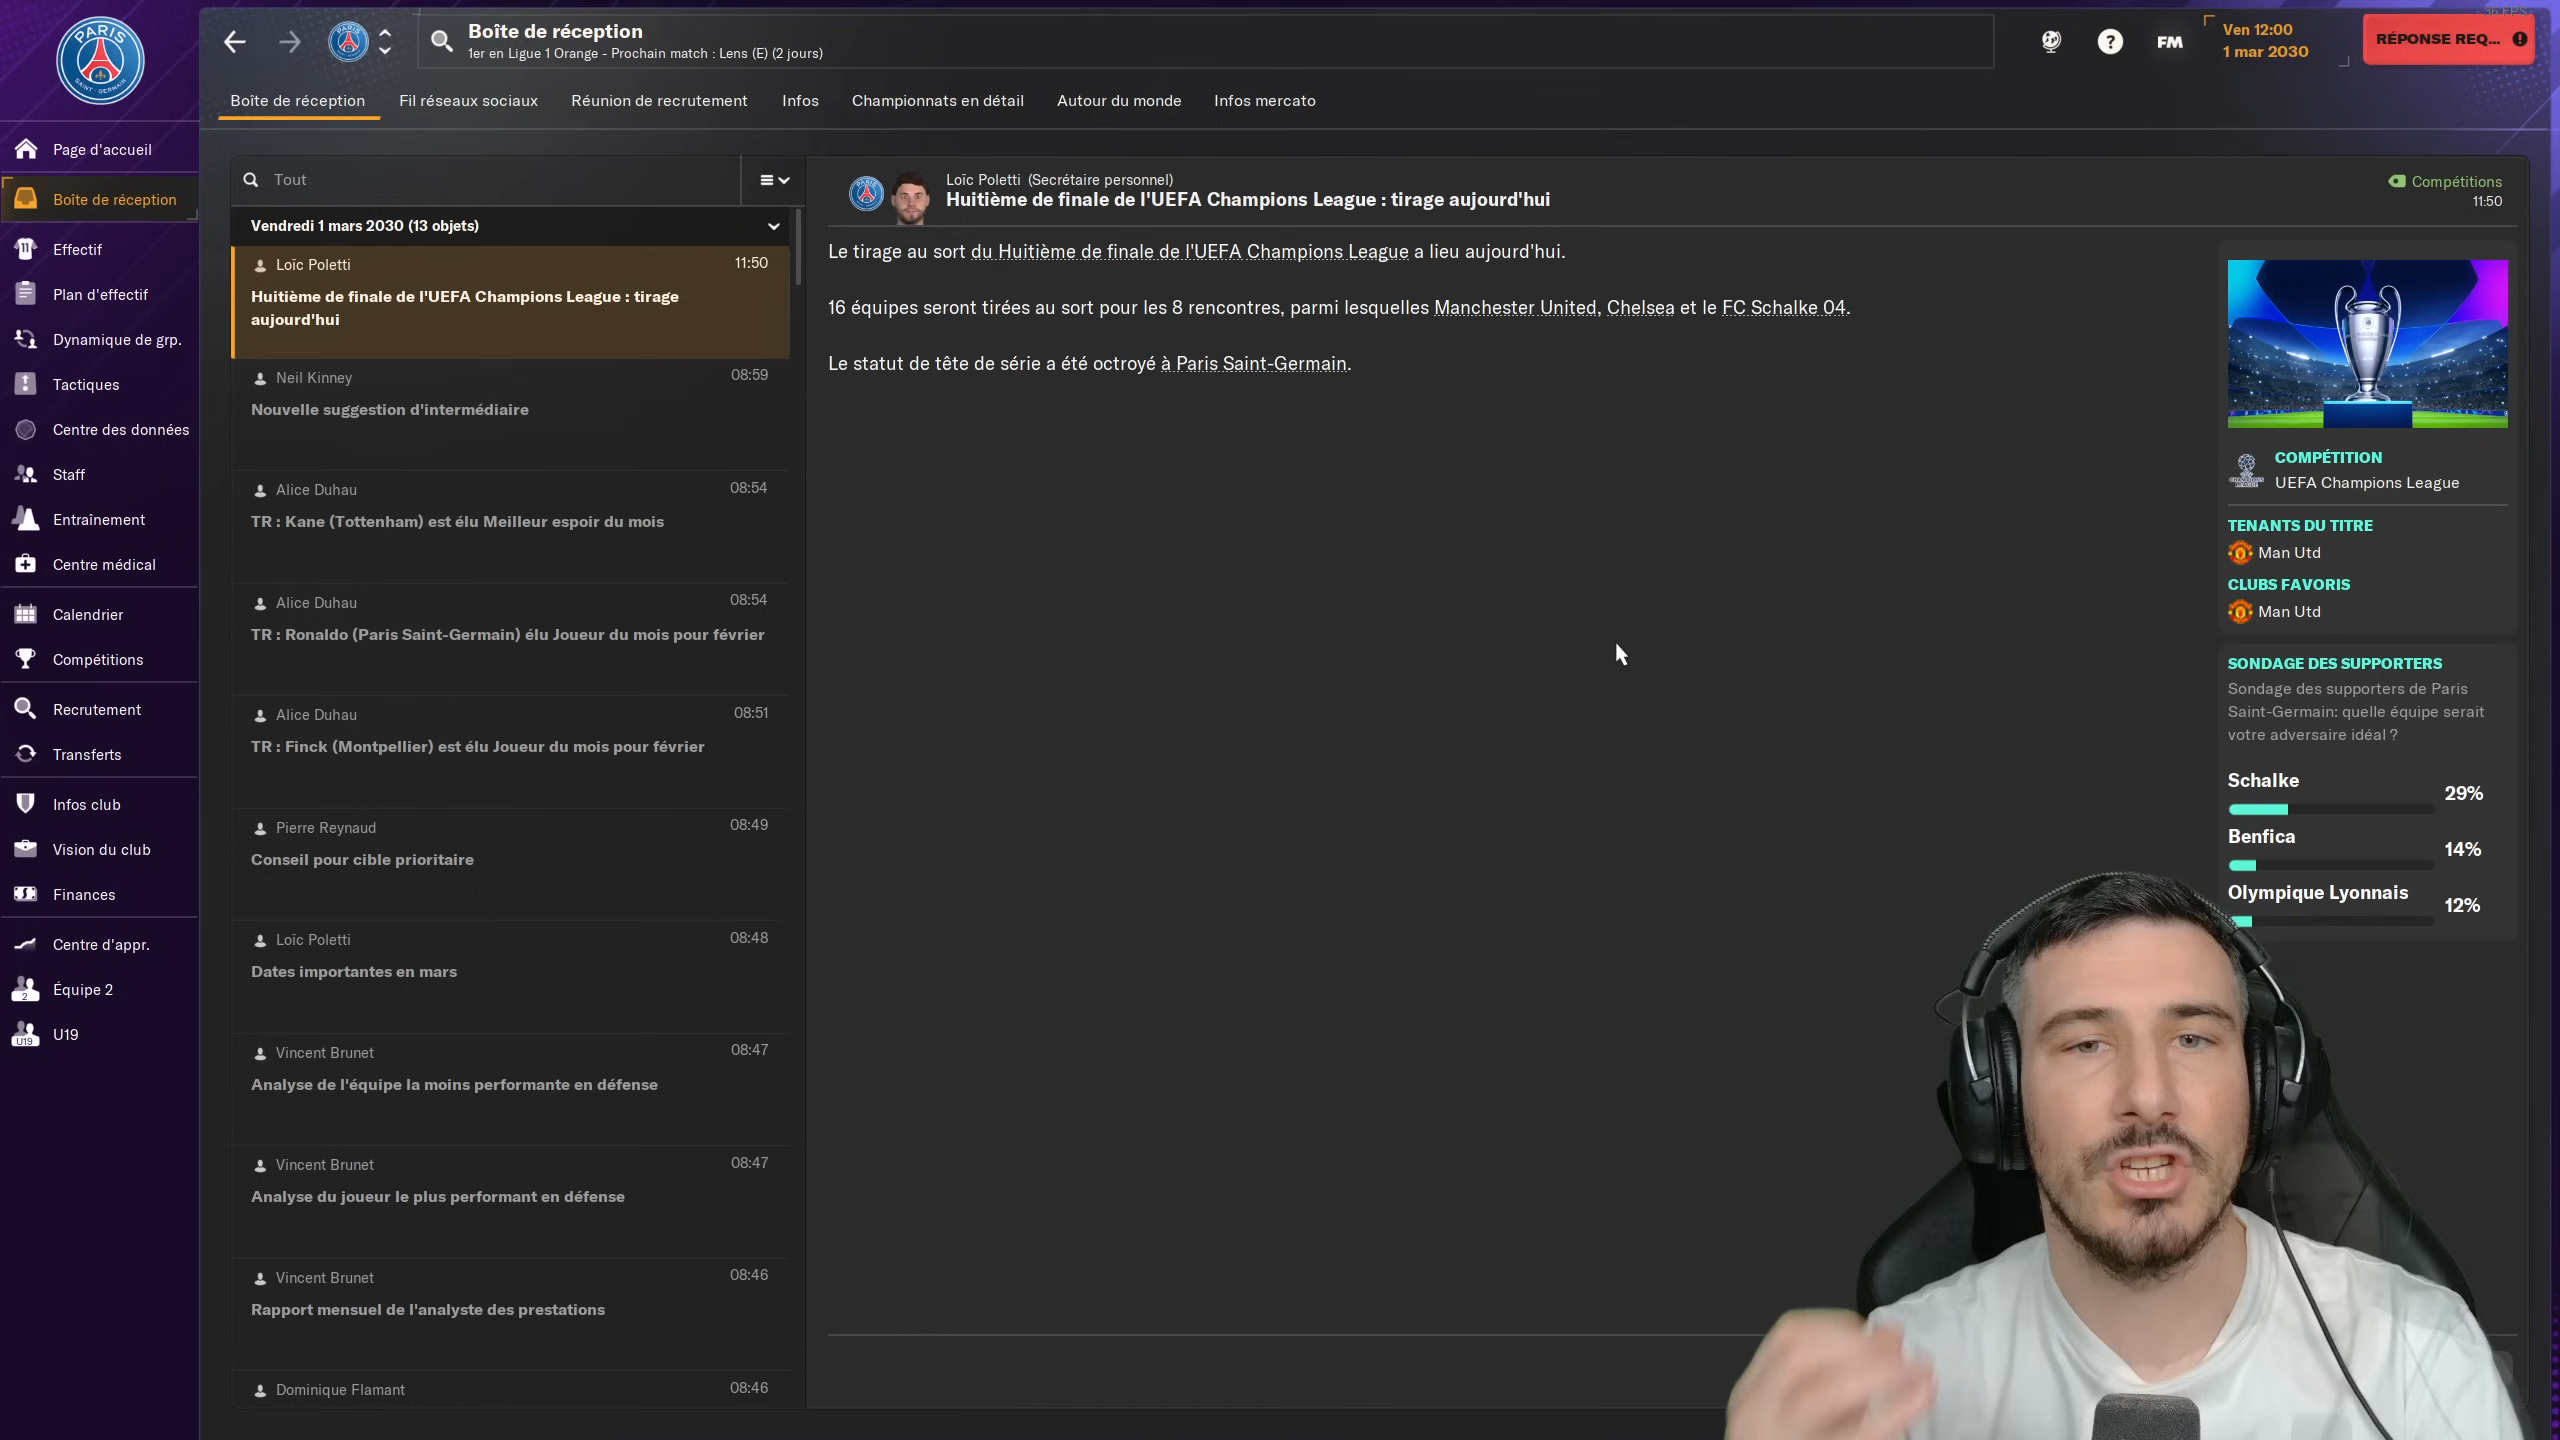 PARIS
SAINT-GERMAIN
Page d'accueil
Boîte de réception
Effectif
Plan d'effectif
Dynamique de grp.
Tactiques
Centre des données
Staff
Entraînement
Centre médical
Calendrier
Compétitions
Recrutement
Transferts
Infos club
Vision du club
Finances
Centre d'appr.
2
Équipe 2
U19
U19
Boîte de réception
1er en Ligue 1 Orange - Prochain match : Lens (E) (2 jours)
?
FM
Ven 12:00
1 mar 2030
RÉPONSE REQ...
Boîte de réception
Fil réseaux sociaux
Réunion de recrutement
Infos
Championnats en détail
Autour du monde
Infos mercato
Tout
Vendredi 1 mars 2030 (13 objets)
Loïc Poletti
11:50
Huitième de finale de l'UEFA Champions League : tirage
aujourd'hui
Neil Kinney
08:59
Nouvelle suggestion d'intermédiaire
Alice Duhau
08:54
TR : Kane (Tottenham) est élu Meilleur espoir du mois
Alice Duhau
08:54
TR : Ronaldo (Paris Saint-Germain) élu Joueur du mois pour février
Alice Duhau
08:51
TR : Finck (Montpellier) est élu Joueur du mois pour février
Pierre Reynaud
08:49
Conseil pour cible prioritaire
Loïc Poletti
08:48
Dates importantes en mars
Vincent Brunet
08:47
Analyse de l'équipe la moins performante en défense
Vincent Brunet
08:47
Analyse du joueur le plus performant en défense
Vincent Brunet
08:46
Rapport mensuel de l'analyste des prestations
Dominique Flamant
08:46
Loïc Poletti (Secrétaire personnel)
Huitième de finale de l'UEFA Champions League : tirage aujourd'hui
Compétitions
11:50
Le tirage au sort du Huitième de finale de l'UEFA Champions League a lieu aujourd'hui.
16 équipes seront tirées au sort pour les 8 rencontres, parmi lesquelles Manchester United, Chelsea et le FC Schalke 04.
Le statut de tête de série a été octroyé à Paris Saint-Germain.
COMPÉTITION
UEFA Champions League
TENANTS DU TITRE
Man Utd
CLUBS FAVORIS
Man Utd
SONDAGE DES SUPPORTERS
Sondage des supporters de Paris
Saint-Germain: quelle équipe serait
votre adversaire idéal ?
Schalke
29%
Benfica
14%
Olympique Lyonnais
12%